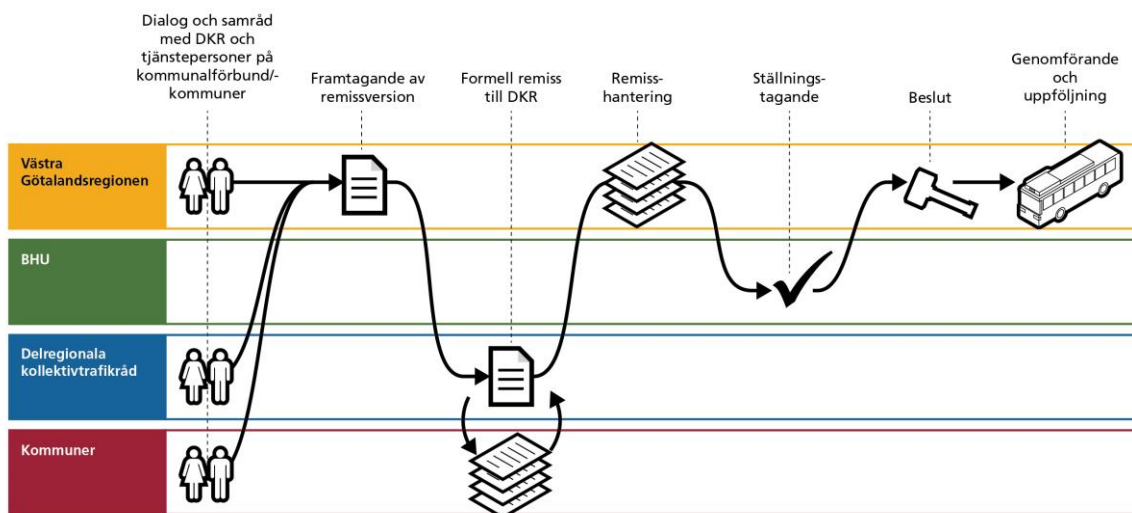 Dialog och samråd
med DKR och
tjänstepersoner på
kommunalförbund/-
kommuner
Framtagande av
remissversion
Formell remiss
till DKR
Remiss-
hantering
Ställnings-
tagande
Beslut
Genomförande
och
uppföljning
Västra
Götalandsregionen
BHU
Delregionala
kollektivtrafikråd
Kommuner